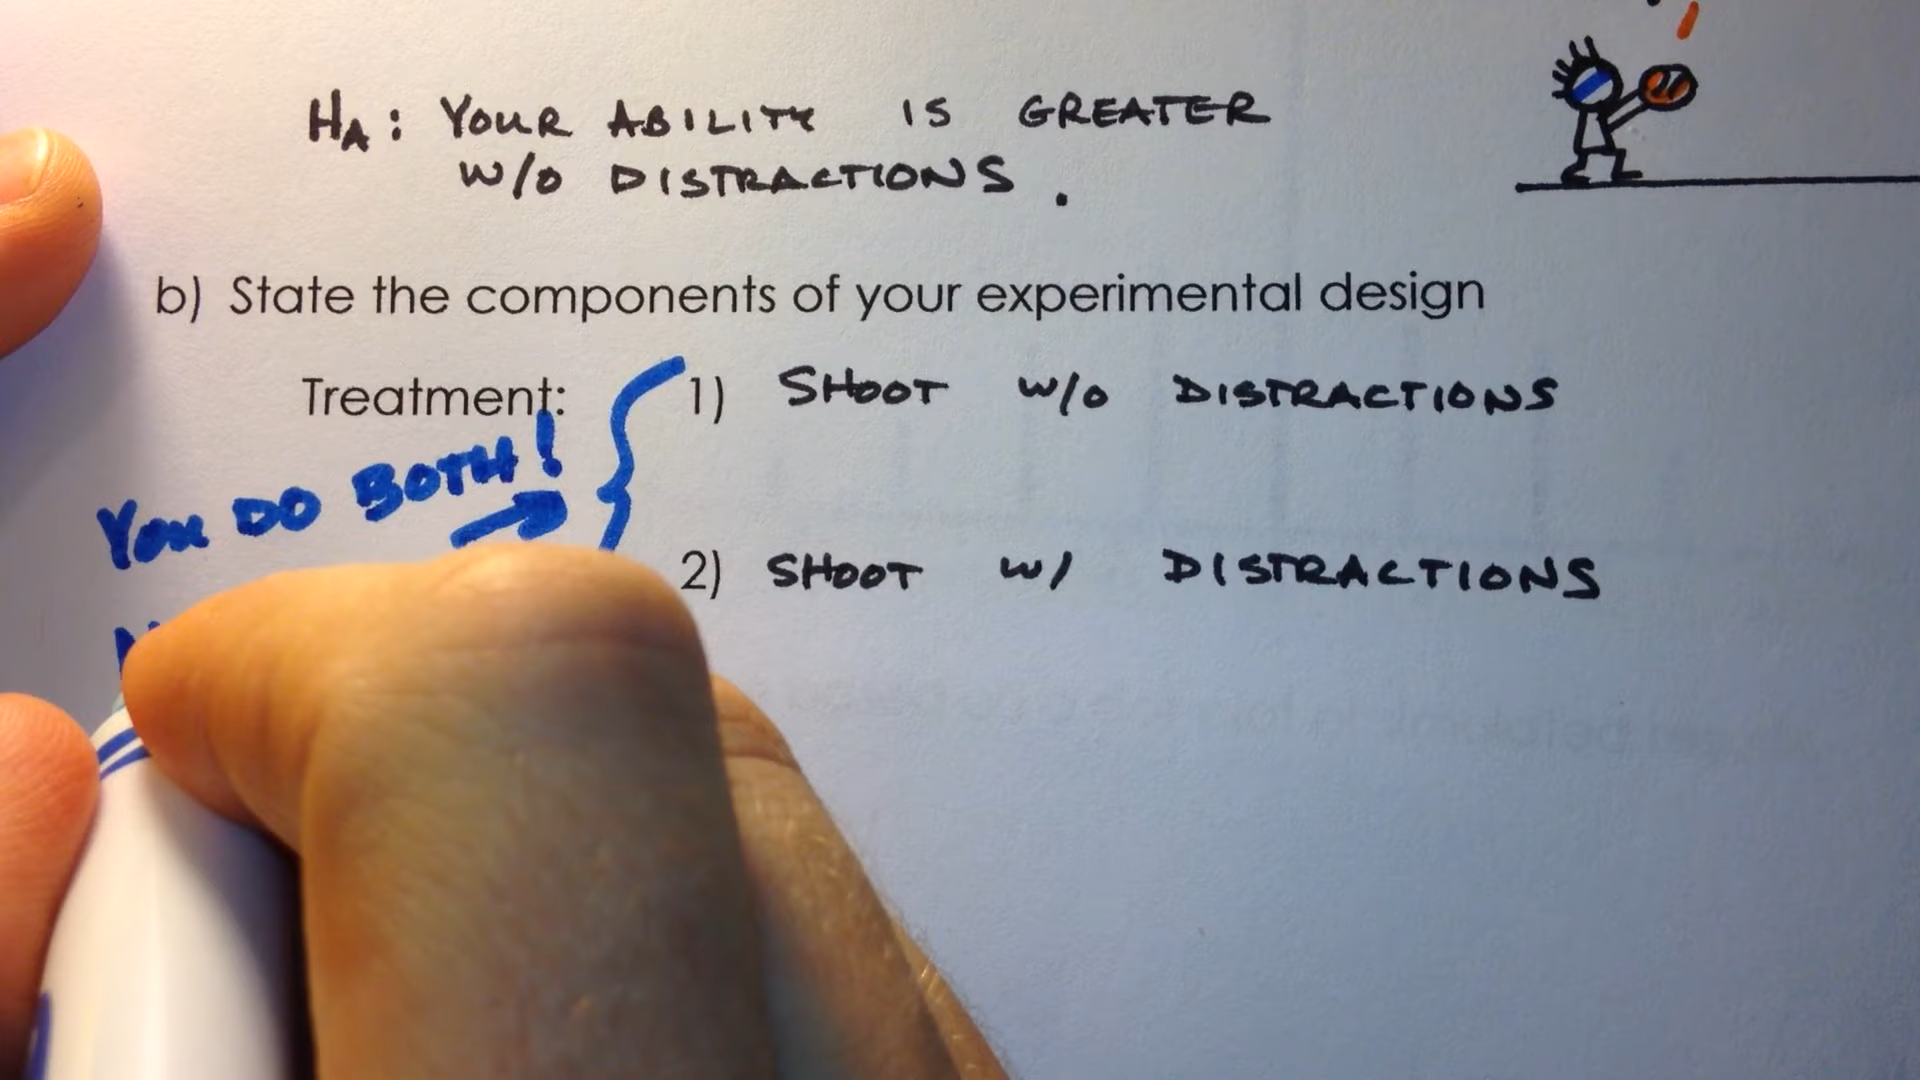 HA: YOUR ABILITY IS GREATER
W/O DISTRACTIONS.
b) State the components of your experimental design
Treatment:
1) SHOOT W/O DISTRACTIONS
YOU DO BOTH!
2) SHOOT W/ DISTRACTIONS